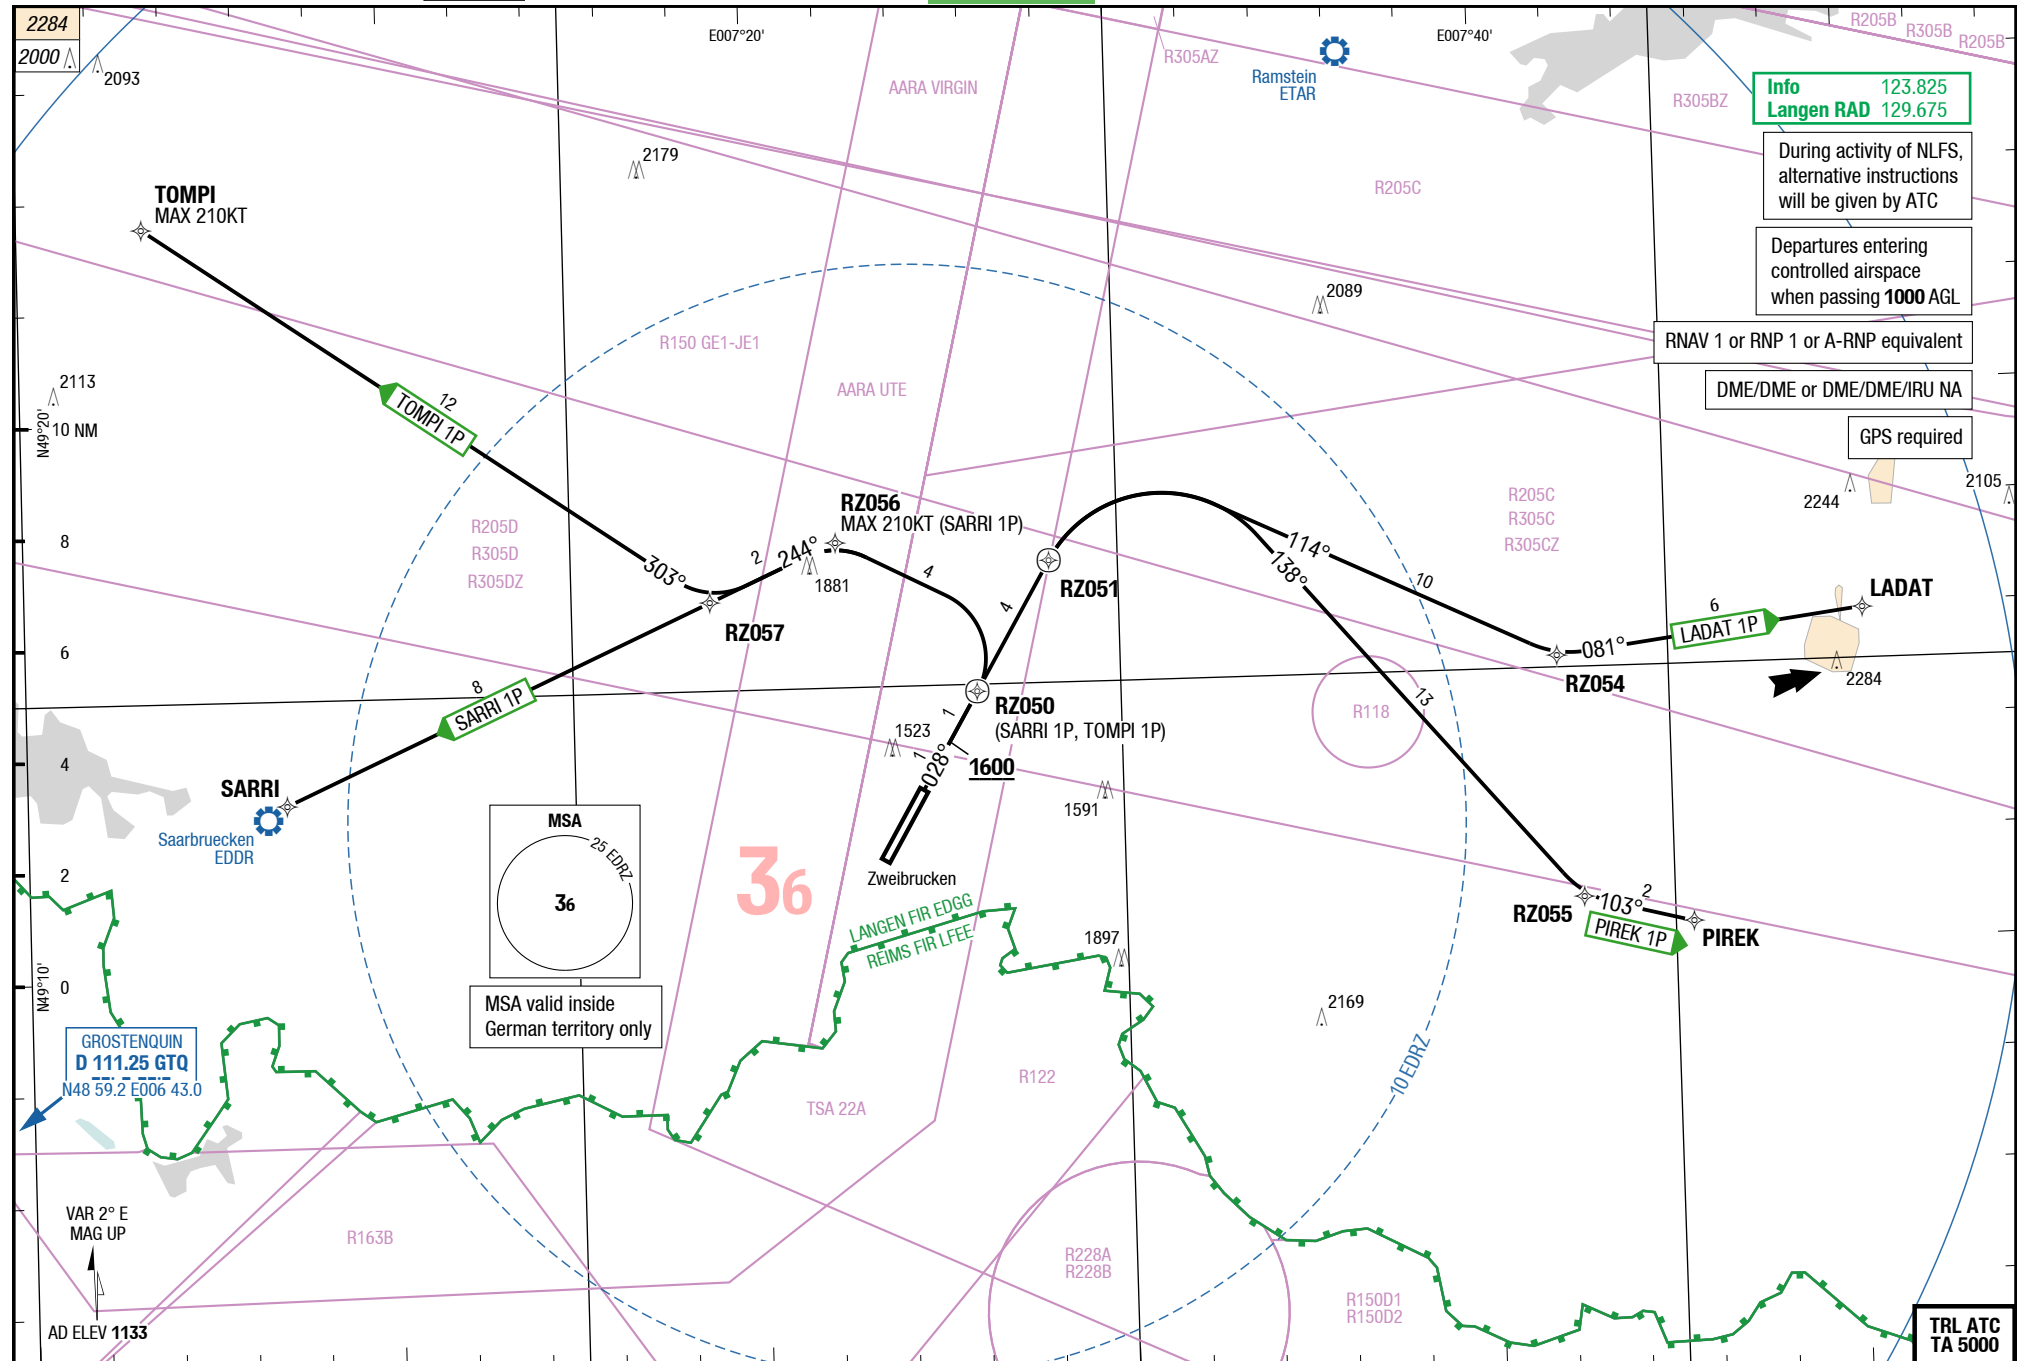 2284
2000
2093
E007°20'
E007°40'
R205B
R305B
R205B
R305AZ
AARA VIRGIN
Ramstein
ETAR
R305BZ
Info 123.825
Langen RAD 129.675
During activity of NLFS,
alternative instructions
will be given by ATC
2179
R205C
TOMPI
MAX 210KT
Departures entering
controlled airspace
when passing 1000 AGL
2089
R150 GE1-JE1
RNAV 1 or RNP 1 or A-RNP equivalent
AARA UTE
DME/DME or DME/DME/IRU NA
2113
12
TOMPI 1P
N49°20'
10 NM
GPS required
2244
2105
RZ056
MAX 210KT (SARRI 1P)
R205C
R305C
R305CZ
R205D
R305D
R305DZ
8
303°
2
244°
1881
4
4
RZ051
114°
138°
10
LADAT
6
LADAT 1P
RZ057
6
081°
RZ054
2284
8
SARRI 1P
1
RZ050
(SARRI 1P, TOMPI 1P)
R118
13
1523
1
028°
1600
4
SARRI
1591
Saarbruecken
EDDR
MSA
25 EDRZ
36
36
Zweibrucken
2
2
103°
RZ055
PIREK 1P
PIREK
LANGEN FIR EDGG
REIMS FIR LFEE
1897
N49°10'
0
MSA valid inside
German territory only
2169
GROSTENQUIN
D 111.25 GTQ
N48 59.2 E006 43.0
10 EDRZ
R122
TSA 22A
VAR 2° E
MAG UP
R163B
R228A
R228B
R150D1
R150D2
AD ELEV 1133
TRL ATC
TA 5000